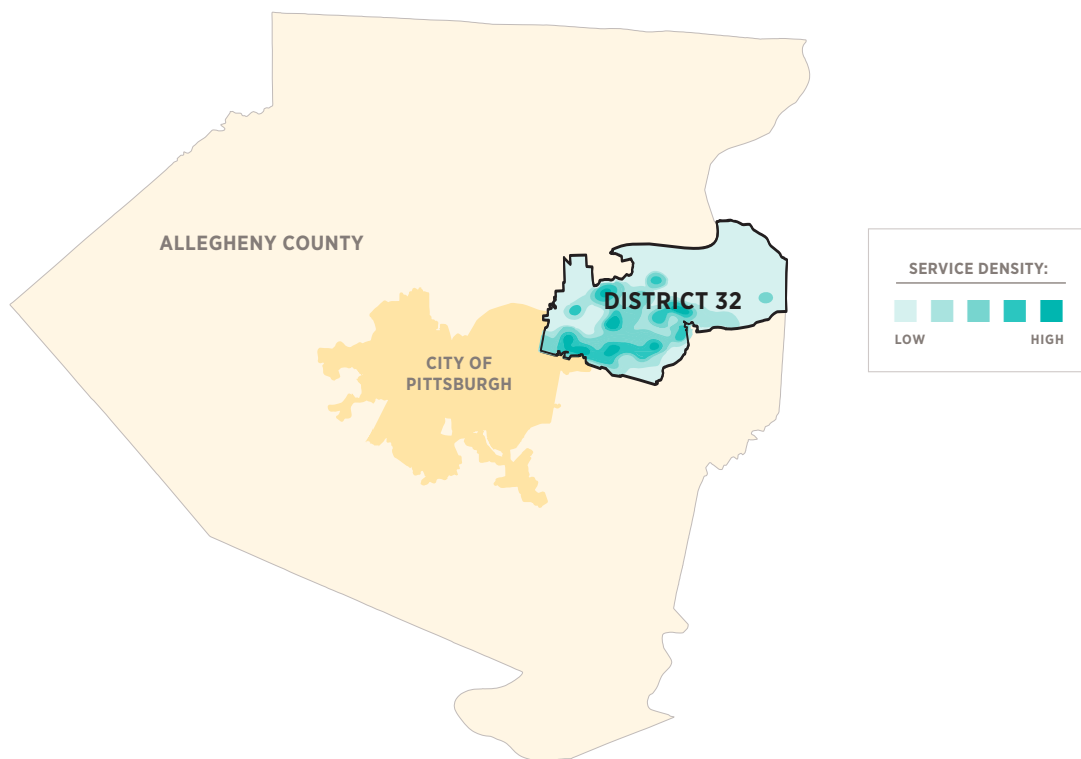 ALLEGHENY COUNTY
DISTRICT 32
CITY OF
PITTSBURGH
SERVICE DENSITY:
LOW
HIGH